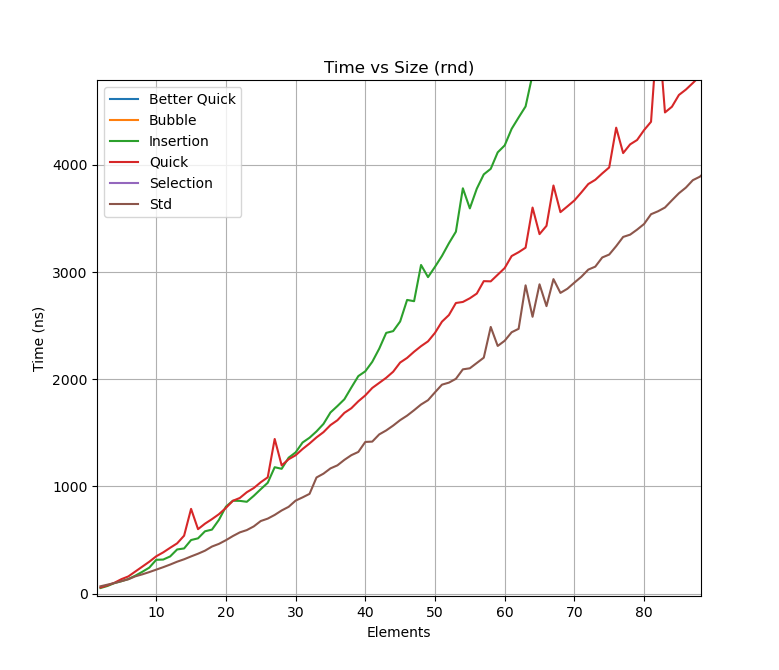 Time vs Size (rnd)
Better Quick
Bubble
Insertion
Quick
Selection
Std
4000
3000
2000
1000
0
Time (ns)
10 20 30 40 50 60 70 80
Elements